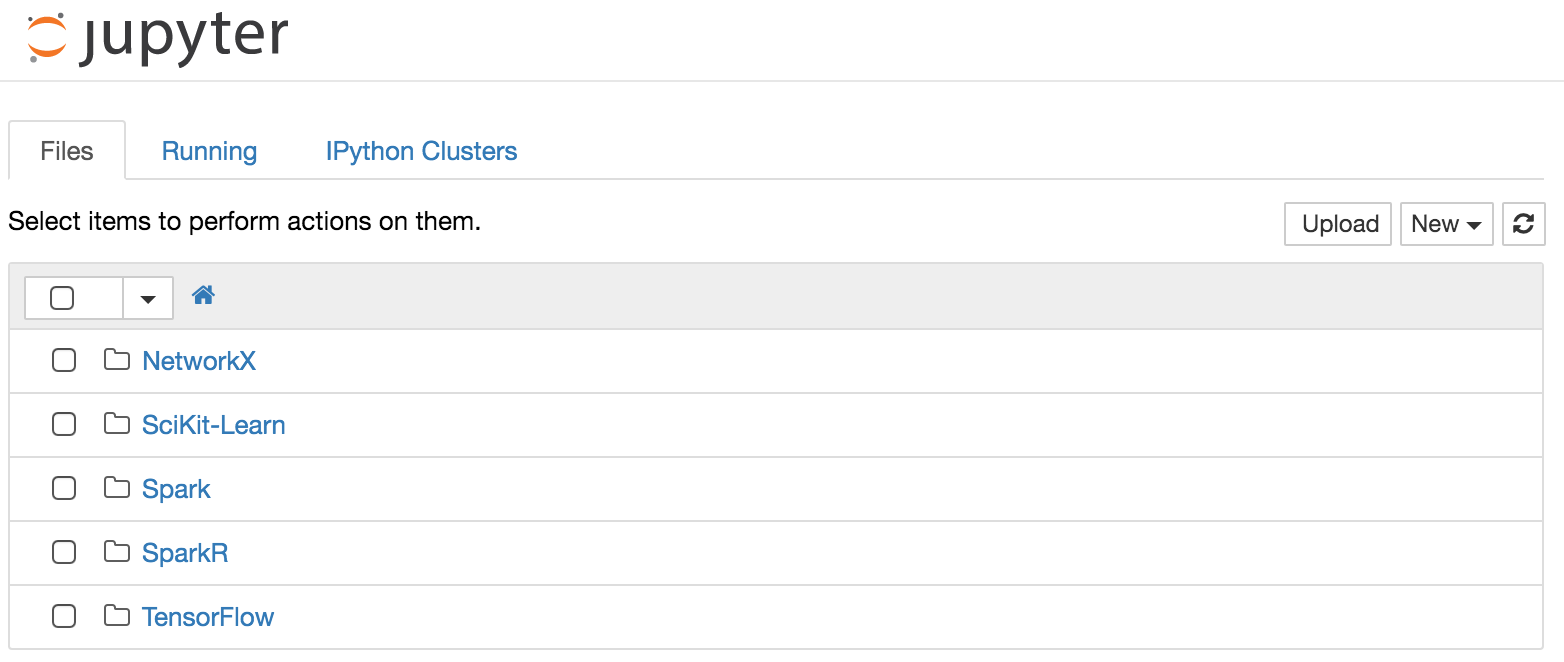 jupyter
Files Running IPython Clusters
Select items to perform actions on them. Upload New
NetworkX
SciKit-Learn
Spark
SparkR
TensorFlow